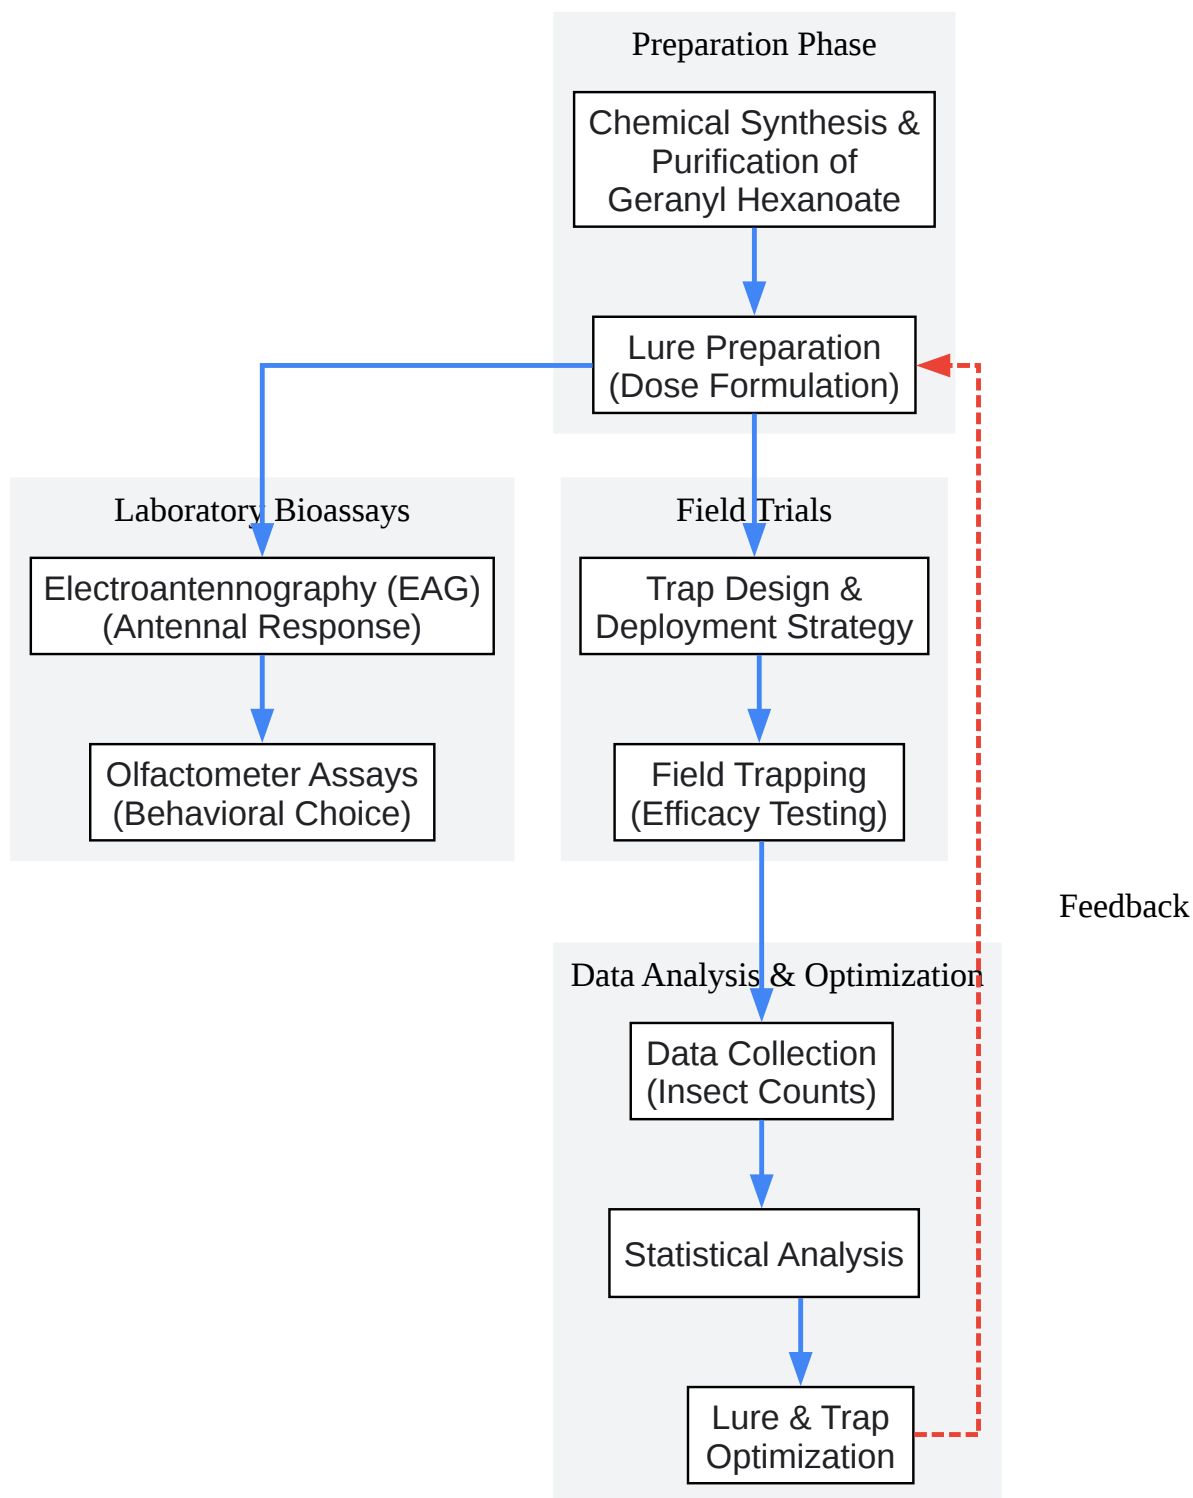 Preparation Phase
Chemical Synthesis &
Purification of
Geranyl Hexanoate
Lure Preparation
(Dose Formulation)
Laboratory Bioassays
Electroantennography (EAG)
(Antennal Response)
Olfactometer Assays
(Behavioral Choice)
Field Trials
Trap Design &
Deployment Strategy
Field Trapping
(Efficacy Testing)
Feedback
Data Analysis & Optimization
Data Collection
(Insect Counts)
Statistical Analysis
Lure & Trap
Optimization